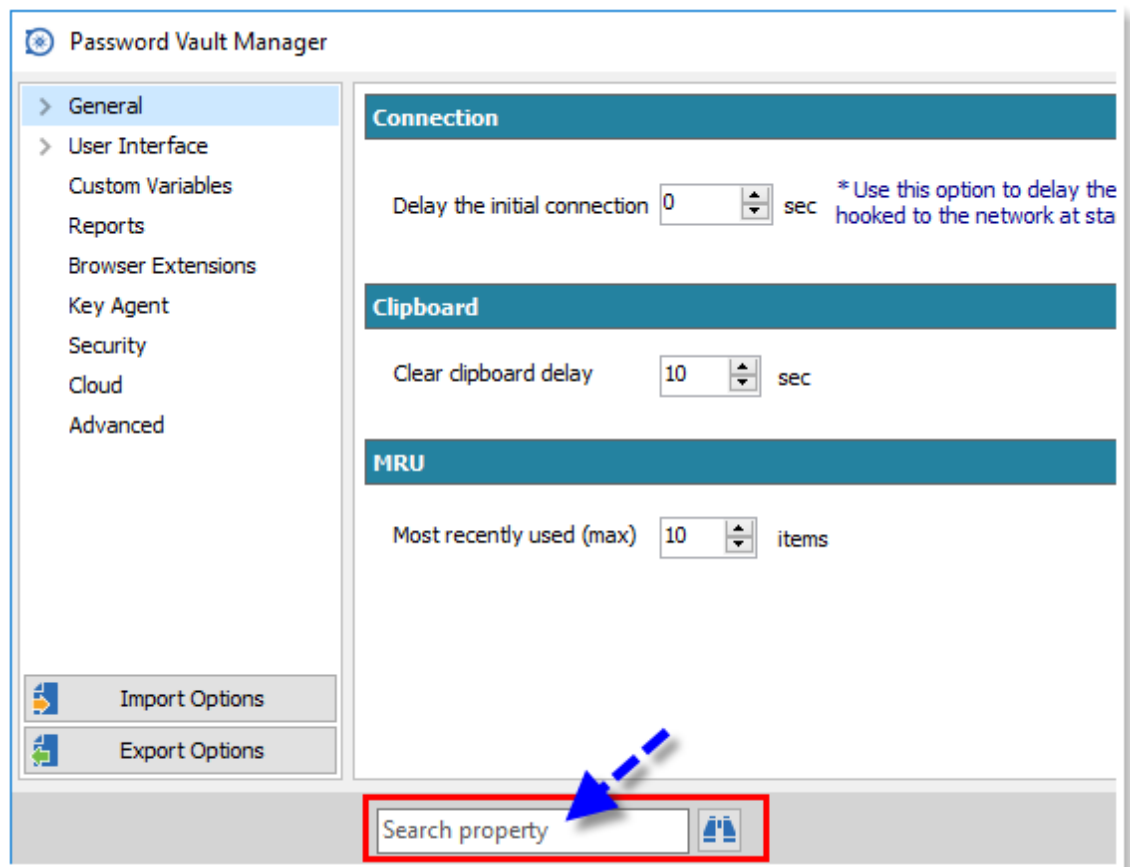 Password Vault Manager
General
User Interface
Custom Variables
Reports
Browser Extensions
Key Agent
Security
Cloud
Advanced
Import Options
Export Options
Connection
Delay the initial connection 0 sec
* Use this option to delay the
hooked to the network at sta
Clipboard
Clear clipboard delay 10 sec
MRU
Most recently used (max) 10 items
Search property